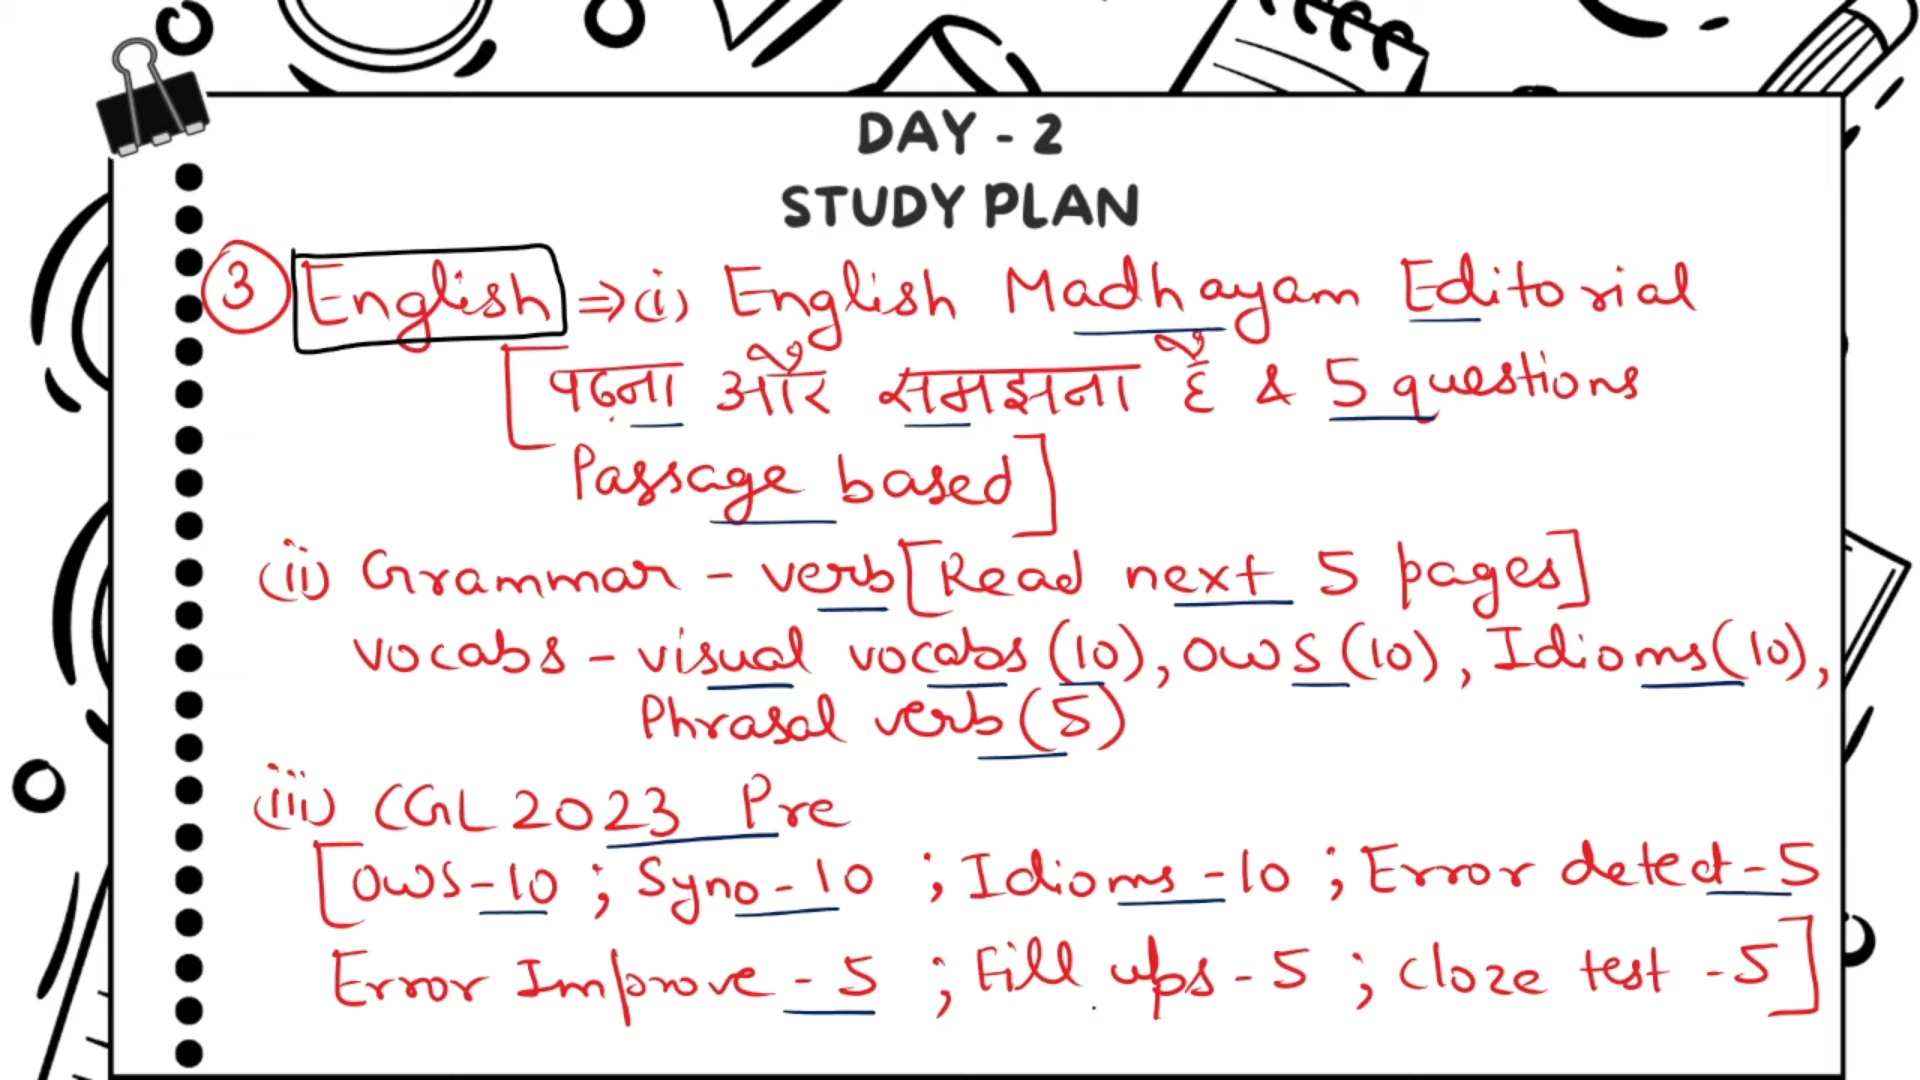 DAY - 2
STUDY PLAN
③ English ⇒ (i) English Madhayam Editorial
[पढना और समझना है & 5 questions
Passage based]
(ii) Grammar - verb [Read next 5 pages]
vocabs - visual vocabs (10), OWS (10), Idioms (10),
Phrasal verb (5)
(iii) CGL 2023 Pre
[OWS-10 ; Syno-10 ; Idioms-10 ; Error detect-5
Error Improve-5 ; Fill ups-5 ; Cloze test-5]